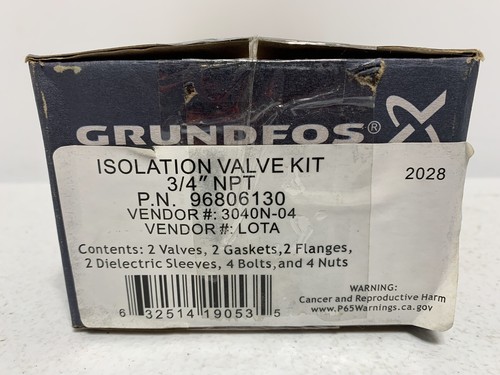 GRUNDFOS®
ISOLATION VALVE KIT
3/4" NPT
2028
P.N. 96806130
VENDOR #: 3040N-04
VENDOR #: LOTA
Contents: 2 Valves, 2 Gaskets, 2 Flanges,
2 Dielectric Sleeves, 4 Bolts, and 4 Nuts
WARNING:
Cancer and Reproductive Harm
www.P65Warnings.ca.gov
6 32514 19053 5